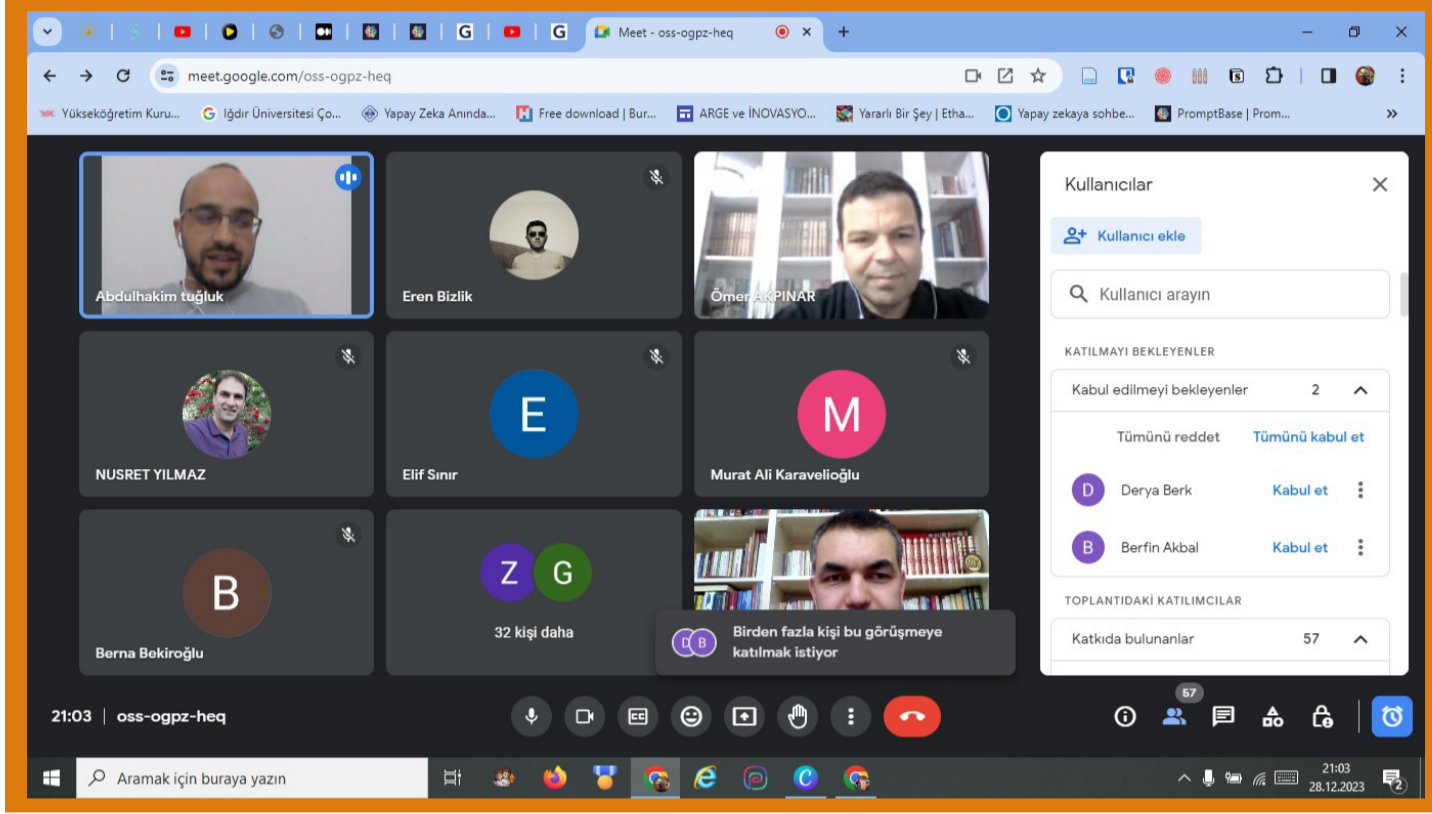 Meet - oss-ogpz-heq
meet.google.com/oss-ogpz-heq
Yükseköğretim Kuru...
Iğdır Üniversitesi Ço...
Yapay Zeka Anında...
Free download | Bur...
ARGE ve İNOVASYO...
Yararlı Bir Şey | Etha...
Yapay zekaya sohbe...
PromptBase | Prom...
Abdulhakim tuğluk
Eren Bizlik
Ömer AKPINAR
NUSRET YILMAZ
E
Elif Sınır
M
Murat Ali Karavelioğlu
B
Berna Bekiroğlu
Z G
32 kişi daha
D B
Birden fazla kişi bu görüşmeye
katılmak istiyor
Kullanıcılar
Kullanıcı ekle
Kullanıcı arayın
KATILMAYI BEKLEYENLER
Kabul edilmeyi bekleyenler 2
Tümünü reddet Tümünü kabul et
D Derya Berk Kabul et
B Berfin Akbal Kabul et
TOPLANTIDAKİ KATILIMCILAR
Katkıda bulunanlar 57
21:03 | oss-ogpz-heq
CC
57
Aramak için buraya yazın
21:03
28.12.2023
2